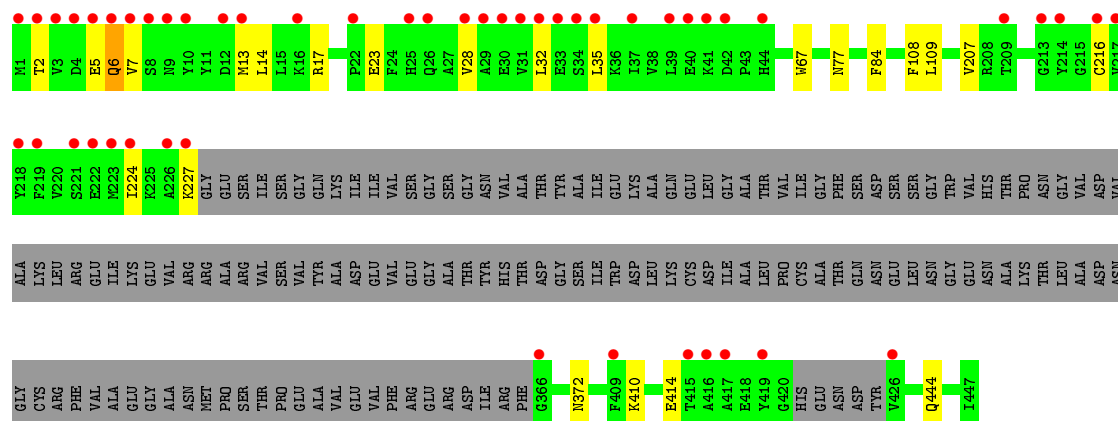 M1 T2 V3 D4 E5 Q6 V7 S8 N9 Y10 Y11 D12 M13 L14 L15 K16 R17 P22 E23 F24 H25 Q26 A27 V28 A29 E30 V31 L32 E33 S34 L35 K36 I37 V38 L39 E40 K41 D42 P43 H44 W67 N77 F84 F108 L109 V207 R208 T209 G213 Y214 G215 C216 V217
Y218 F219 V220 S221 E222 M223 I224 K225 A226 K227 GLY GLU SER ILE SER GLY GLN LYS ILE ILE VAL SER GLY SER GLY ASN VAL ALA THR TYR ALA ILE GLU LYS ALA GLN GLU LEU GLY ALA THR VAL ILE GLY PHE SER ASP SER SER GLY TRP VAL HIS THR PRO ASN GLY VAL ASP VAL
ALA LYS LEU ARG GLU ILE LYS GLU VAL ARG ARG ALA ARG VAL SER VAL TYR ALA ASP GLU VAL GLU GLY ALA THR TYR HIS THR ASP GLY SER ILE TRP ASP LEU LYS CYS ASP ILE ALA LEU PRO CYS ALA THR GLN ASN GLU LEU ASN GLY GLU ASN ALA LYS THR LEU ALA ASP ASN
GLY CYS ARG PHE VAL ALA GLU GLY ALA ASN MET PRO SER THR PRO GLU ALA VAL GLU VAL PHE ARG GLU ARG ASP ILE ARG PHE G366 N372 F409 K410 E414 T415 A416 A417 E418 Y419 G420 HIS GLU ASN ASP TYR V426 Q444 I447